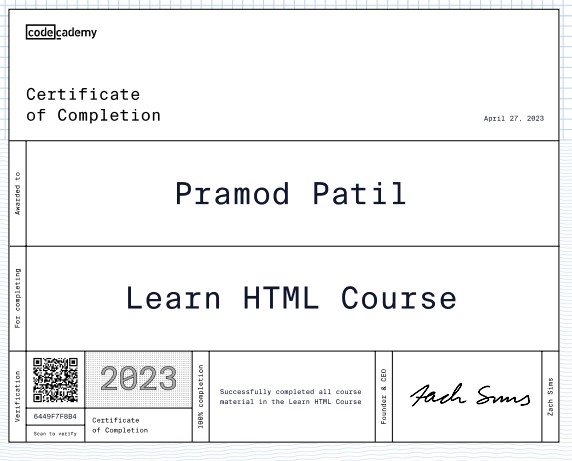 codecademy
Certificate
of Completion
April 27, 2023
Awarded to
Pramod Patil
For completing
Learn HTML Course
Verification
6449F7F8B4
Scan to verify
2023
Certificate
of Completion
100% completion
Successfully completed all course
material in the Learn HTML Course
Founder & CEO
Zach Sims
Zach Sims